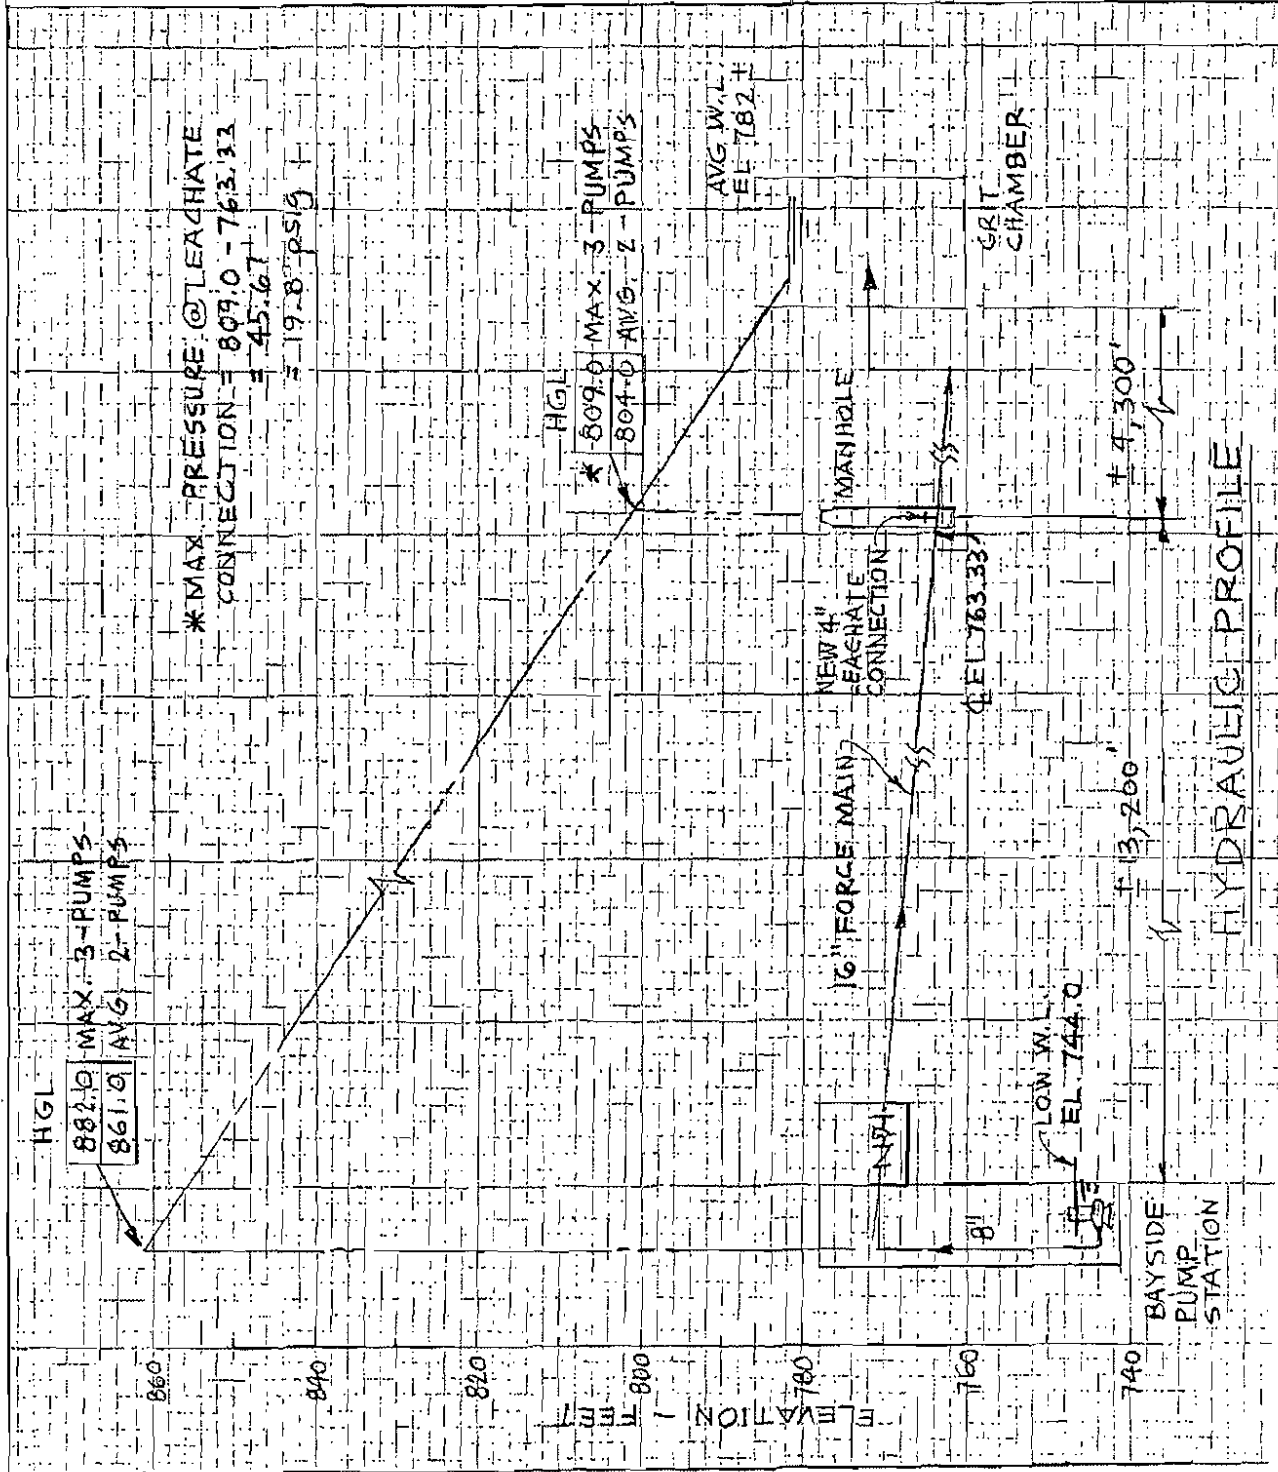 HGL
882.0 MAX. 3-PUMPS
861.0 AVG. 2-PUMPS
*MAX. PRESSURE @ LEACHATE
CONNECTION = 809.0 - 763.33
= 45.67'
= 19.8 psig
HGL
* 809.0 MAX. 3-PUMPS
804.0 AVG. 2-PUMPS
AVG W.L.
EL 782 ±
860
840
820
800
780
760
740
ELEVATION - FEET
16" FORCE MAIN
NEW 4"
LEACHATE
CONNECTION
MANHOLE
℄ EL 763.33
GRIT
CHAMBER
8"
LOW W.L.
EL. 744.0
BAYSIDE
PUMP
STATION
± 13,200'
± 4,300'
HYDRAULIC PROFILE